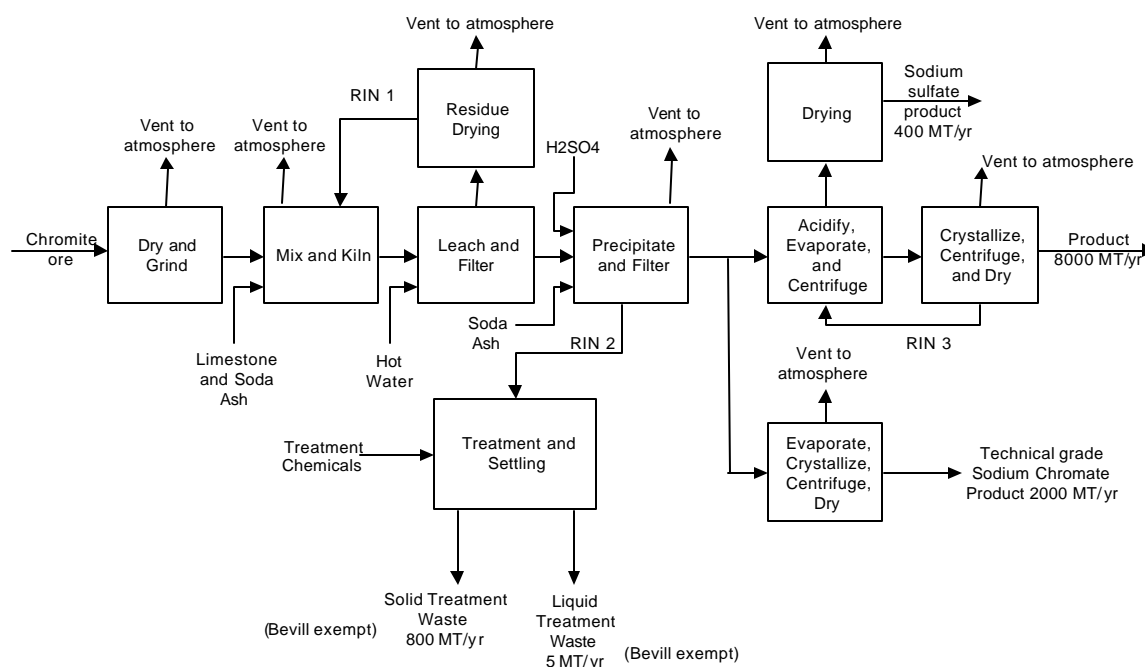 Vent to atmosphere
Vent to atmosphere
RIN 1
Residue
Drying
Vent to
atmosphere
Vent to
atmosphere
H2SO4
Vent to
atmosphere
Drying
Sodium
sulfate
product
400 MT/yr
Vent to atmosphere
Chromite
ore
Dry and
Grind
Mix and Kiln
Leach and
Filter
Precipitate
and Filter
Acidify,
Evaporate,
and
Centrifuge
Crystallize,
Centrifuge,
and Dry
Product
8000 MT/yr
Limestone
and Soda
Ash
Hot
Water
Soda
Ash
RIN 2
RIN 3
Vent to
atmosphere
Treatment
Chemicals
Treatment and
Settling
Evaporate,
Crystallize,
Centrifuge,
Dry
Technical grade
Sodium Chromate
Product 2000 MT/yr
(Bevill exempt)
Solid Treatment
Waste
800 MT/yr
Liquid
Treatment
Waste
5 MT/yr
(Bevill exempt)